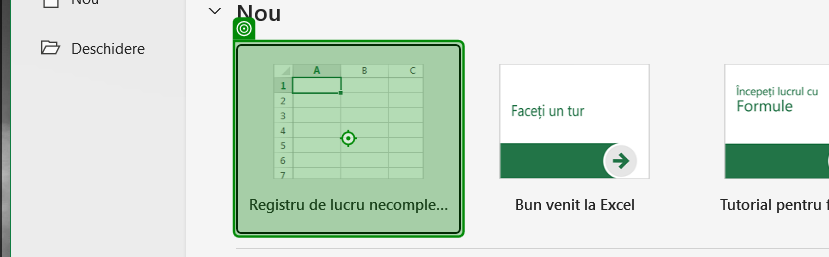 Nou
Deschidere
Nou
A B C
1
2
3
4
5
6
7
Registru de lucru necomple...
Faceți un tur
Bun venit la Excel
Începeți lucrul cu
Formule
Tutorial pentru f